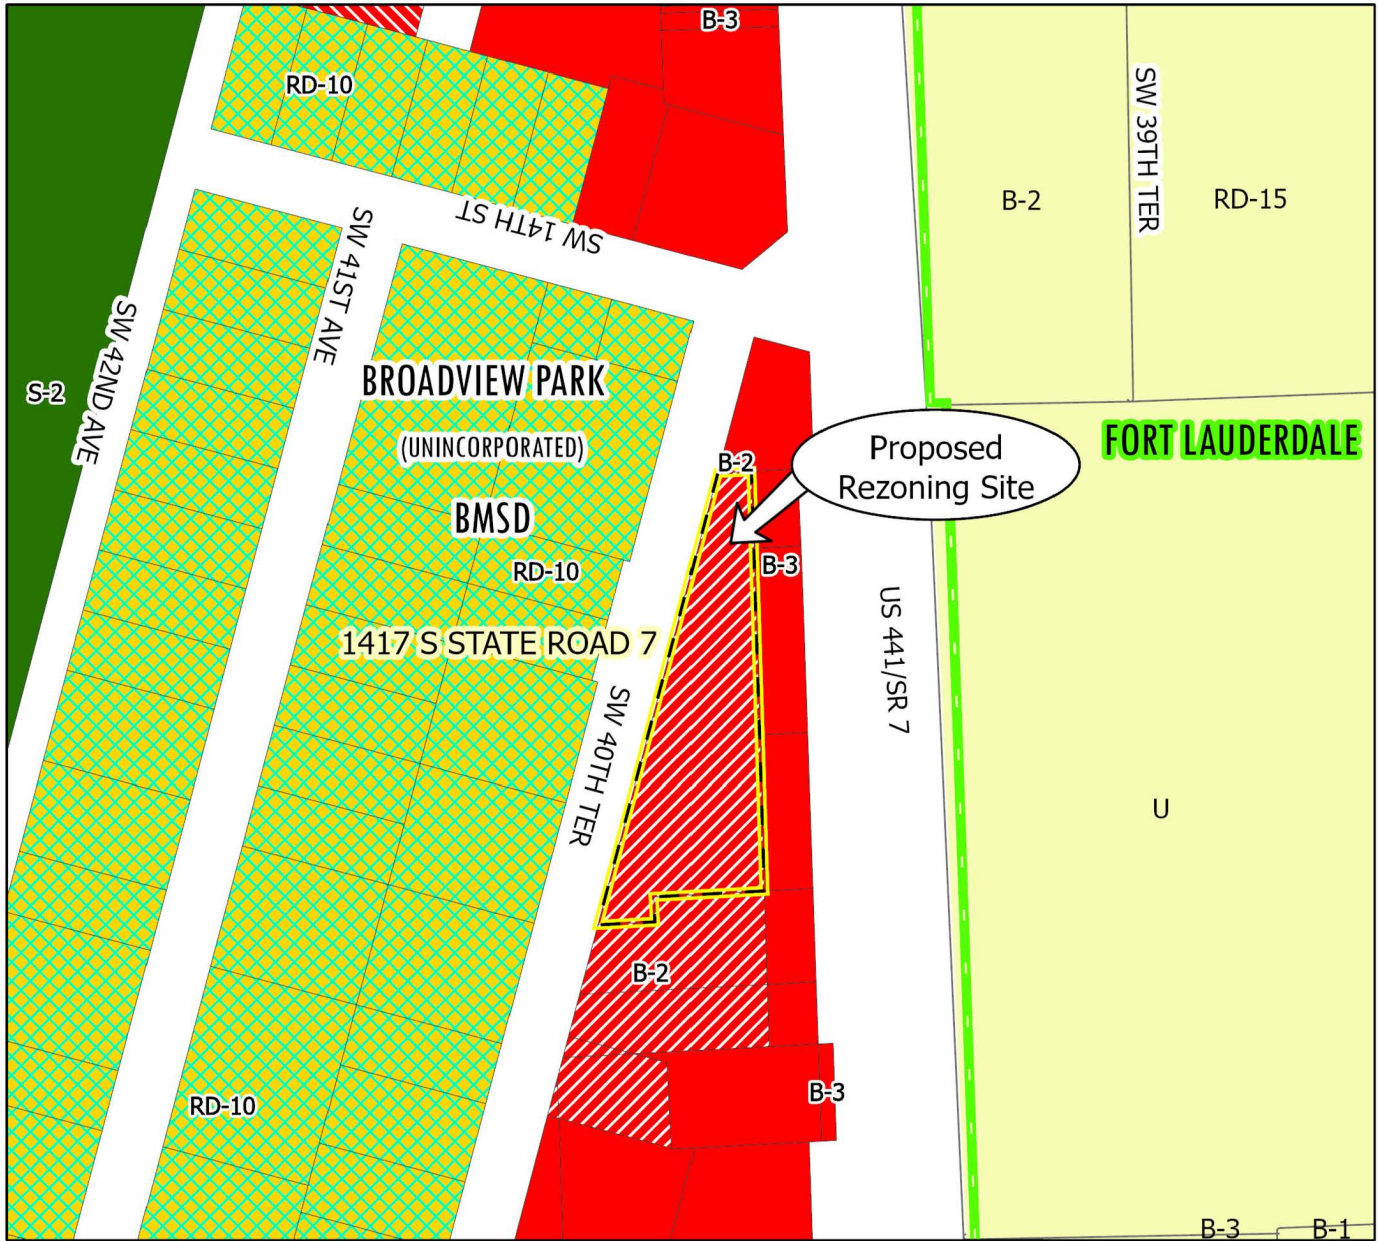 B-3
RD-10
SW 39TH TER
B-2
RD-15
SW 14TH ST
SW 41ST AVE
SW 42ND AVE
S-2
BROADVIEW PARK
(UNINCORPORATED)
BMSD
RD-10
B-2
Proposed
Rezoning Site
FORT LAUDERDALE
B-3
1417 S STATE ROAD 7
US 441/SR 7
SW 40TH TER
U
B-2
RD-10
B-3
B-3
B-1